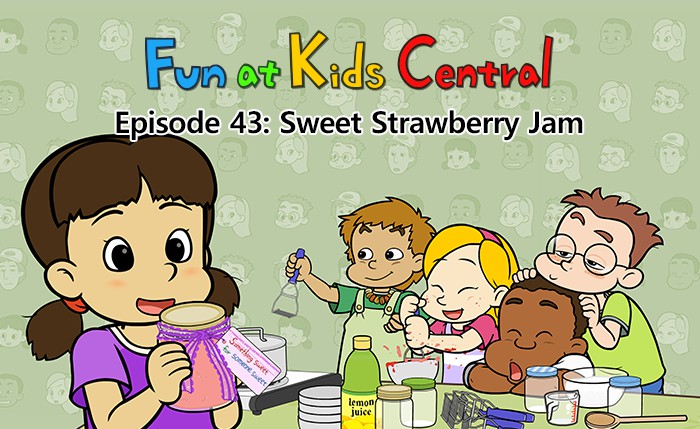 Fun at Kids Central
Episode 43: Sweet Strawberry Jam
Something Sweet
for Someone Sweet
lemon
juice